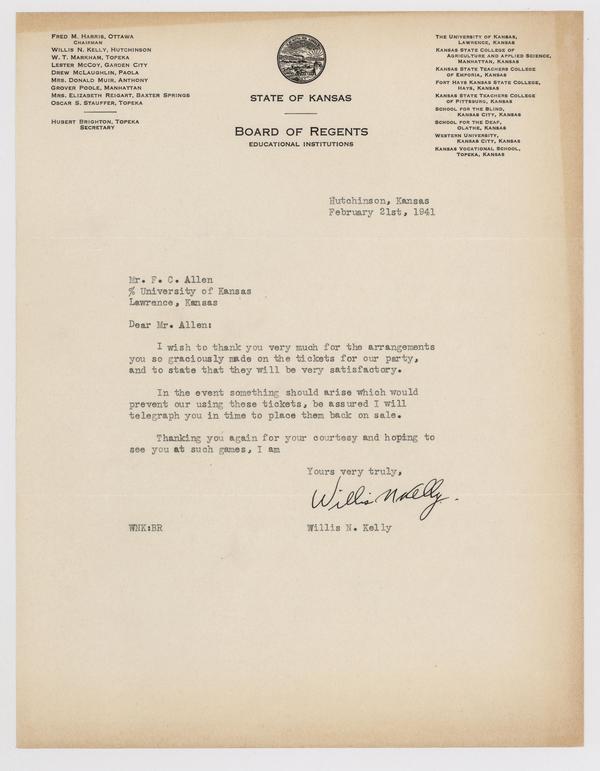 FRED M. HARRIS, OTTAWA
CHAIRMAN
WILLIS N. KELLY, HUTCHINSON
W. T. MARKHAM, TOPEKA
LESTER MCCOY, GARDEN CITY
DREW MCLAUGHLIN, PAOLA
MRS. DONALD MUIR, ANTHONY
GROVER POOLE, MANHATTAN
MRS. ELIZABETH REIGART, BAXTER SPRINGS
OSCAR S. STAUFFER, TOPEKA
HUBERT BRIGHTON, TOPEKA
SECRETARY
STATE OF KANSAS
BOARD OF REGENTS
EDUCATIONAL INSTITUTIONS
THE UNIVERSITY OF KANSAS,
LAWRENCE, KANSAS
KANSAS STATE COLLEGE OF
AGRICULTURE AND APPLIED SCIENCE,
MANHATTAN, KANSAS
KANSAS STATE TEACHERS COLLEGE
OF EMPORIA, KANSAS
FORT HAYS KANSAS STATE COLLEGE,
HAYS, KANSAS
KANSAS STATE TEACHERS COLLEGE
OF PITTSBURG, KANSAS
SCHOOL FOR THE BLIND,
KANSAS CITY, KANSAS
SCHOOL FOR THE DEAF,
OLATHE, KANSAS
WESTERN UNIVERSITY,
KANSAS CITY, KANSAS
KANSAS VOCATIONAL SCHOOL,
TOPEKA, KANSAS
Hutchinson, Kansas
February 21st, 1941
Mr. F. C. Allen
% University of Kansas
Lawrence, Kansas
Dear Mr. Allen:
I wish to thank you very much for the arrangements
you so graciously made on the tickets for our party,
and to state that they will be very satisfactory.
In the event something should arise which would
prevent our using these tickets, be assured I will
telegraph you in time to place them back on sale.
Thanking you again for your courtesy and hoping to
see you at such games, I am
Yours very truly,
Willis N Kelly.
WNK:BR
Willis N. Kelly